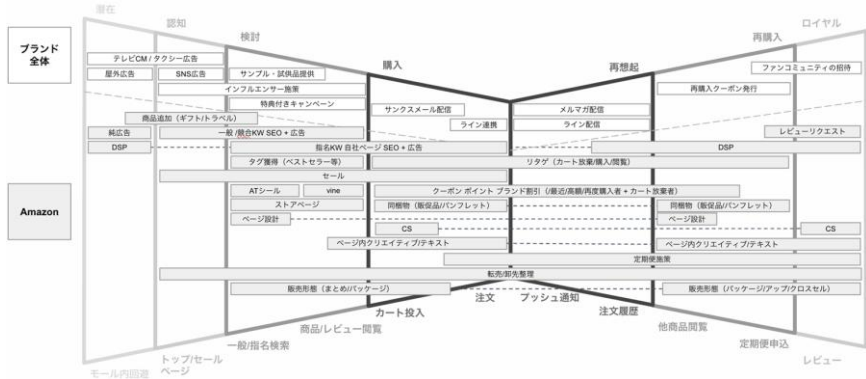 潜在
認知
検討
購入
再想起
再購入
ロイヤル
ブランド
全体
テレビCM / タクシー広告
ファンコミュニティの招待
屋外広告
SNS広告
サンプル・試供品提供
インフルエンサー施策
再購入クーポン発行
特典付きキャンペーン
サンクスメール配信
メルマガ配信
商品追加（ギフト/トラベル）
ライン連携
ライン配信
純広告
一般 /競合KW SEO + 広告
レビューリクエスト
DSP
指名KW 自社ページ SEO + 広告
DSP
タグ獲得（ベストセラー等）
リタゲ（カート放棄/購入/閲覧）
セール
Amazon
ATシール
vine
クーポン ポイント ブランド割引（/最近/高額/再度購入者 + カート放棄者）
ストアページ
同梱物（販促品/パンフレット）
同梱物（販促品/パンフレット）
ページ設計
ページ設計
CS
CS
ページ内クリエイティブ/テキスト
ページ内クリエイティブ/テキスト
定期便施策
転売/卸先整理
販売形態（まとめ/パッケージ）
販売形態（パッケージ/アップ/クロスセル）
注文
プッシュ通知
カート投入
注文履歴
商品/レビュー閲覧
他商品閲覧
一般/指名検索
定期便申込
トップ/セール
ページ
レビュー
モール内回遊